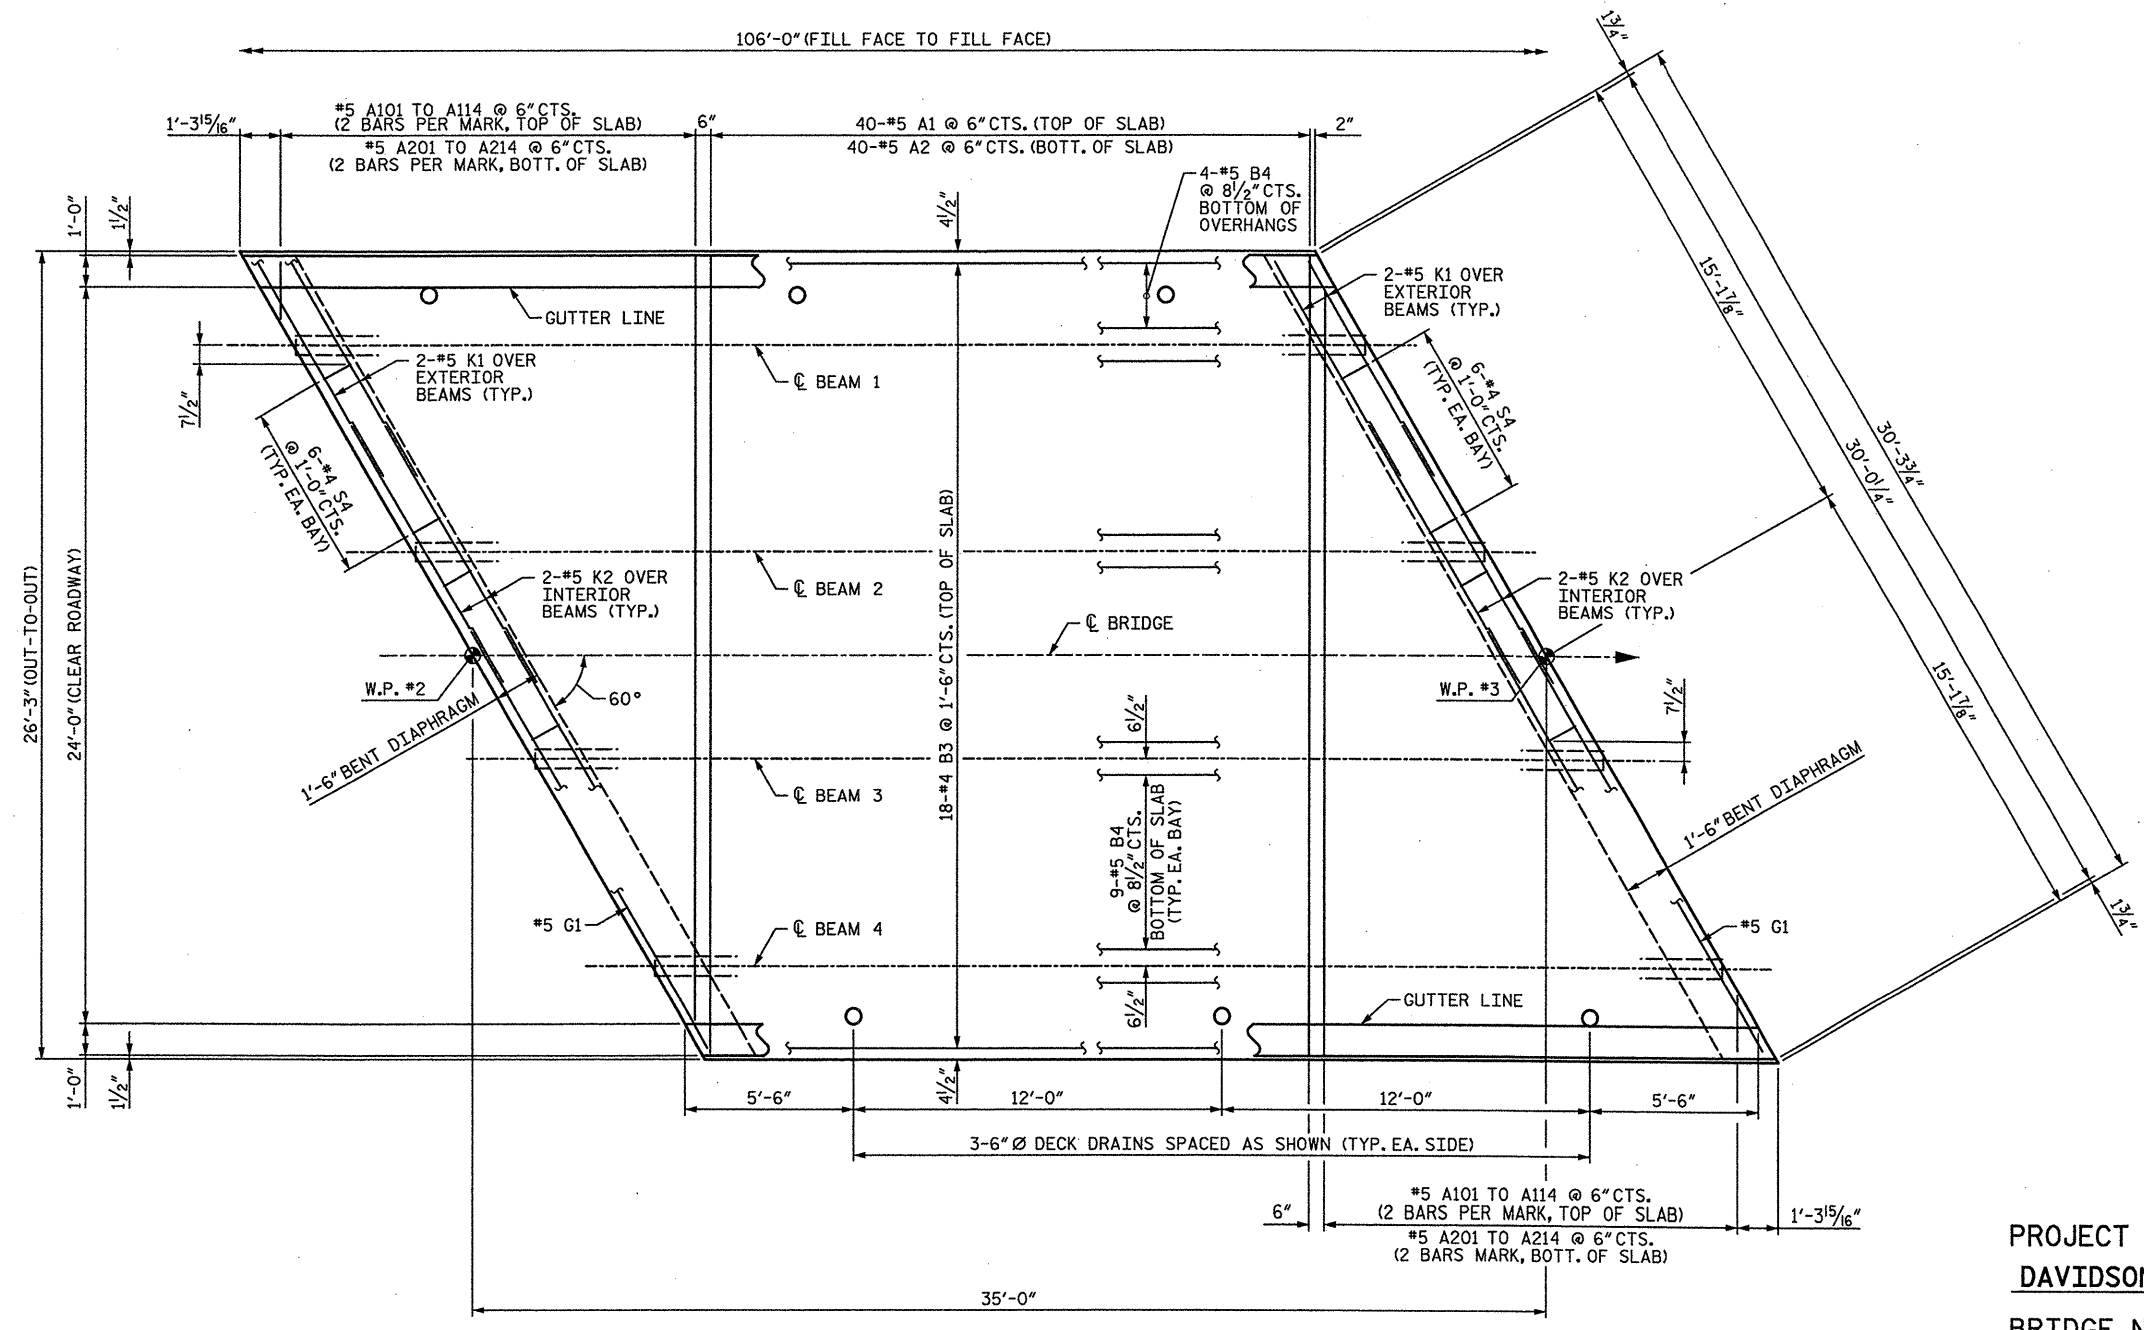 106'-0" (FILL FACE TO FILL FACE)
1'-3 15/16"
#5 A101 TO A114 @ 6" CTS.
(2 BARS PER MARK, TOP OF SLAB)
#5 A201 TO A214 @ 6" CTS.
(2 BARS PER MARK, BOTT. OF SLAB)
6"
40-#5 A1 @ 6" CTS. (TOP OF SLAB)
40-#5 A2 @ 6" CTS. (BOTT. OF SLAB)
2"
1 3/4"
4-#5 B4
@ 8 1/2" CTS.
BOTTOM OF
OVERHANGS
1'-0"
1 1/2"
4 1/2"
GUTTER LINE
2-#5 K1 OVER
EXTERIOR
BEAMS (TYP.)
15'-1 7/8"
30'-0 1/4"
30'-3 3/4"
7 1/2"
2-#5 K1 OVER
EXTERIOR
BEAMS (TYP.)
℄ BEAM 1
6-#4 S4
@ 1'-0" CTS.
(TYP. EA. BAY)
6-#4 S4
@ 1'-0" CTS.
(TYP. EA. BAY)
26'-3" (OUT-TO-OUT)
24'-0" (CLEAR ROADWAY)
2-#5 K2 OVER
INTERIOR
BEAMS (TYP.)
℄ BEAM 2
18-#4 B3 @ 1'-6" CTS. (TOP OF SLAB)
2-#5 K2 OVER
INTERIOR
BEAMS (TYP.)
℄ BRIDGE
W.P. #2
60°
W.P. #3
15'-1 7/8"
1'-6" BENT DIAPHRAGM
6 1/2"
7 1/2"
℄ BEAM 3
9-#5 B4
@ 8 1/2" CTS.
BOTTOM OF SLAB
(TYP. EA. BAY)
1'-6" BENT DIAPHRAGM
#5 G1
℄ BEAM 4
#5 G1
1 3/4"
6 1/2"
GUTTER LINE
1'-0"
1 1/2"
4 1/2"
5'-6"
12'-0"
12'-0"
5'-6"
3-6" Ø DECK DRAINS SPACED AS SHOWN (TYP. EA. SIDE)
6"
#5 A101 TO A114 @ 6" CTS.
(2 BARS PER MARK, TOP OF SLAB)
#5 A201 TO A214 @ 6" CTS.
(2 BARS MARK, BOTT. OF SLAB)
1'-3 15/16"
35'-0"
PROJECT
DAVIDSON
BRIDGE N